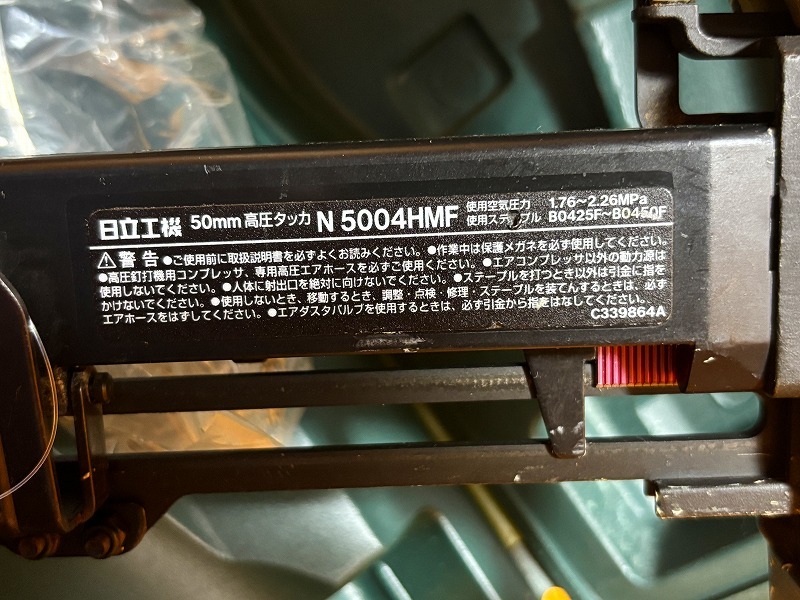 日立工機 50mm 高圧タッカ N 5004HMF 使用空気圧力 1.76~2.26MPa
使用ステープル B0425F~B0450F
⚠警告 ●ご使用前に取扱説明書を必ずよくお読みください。●作業中は保護メガネを必ず使用してください。
●高圧釘打機用コンプレッサ、専用高圧エアホースを必ずご使用ください。●エアコンプレッサ以外の動力源は
使用しないでください。●人体に射出口を絶対に向けないでください。●ステープルを打つとき以外は引金に指を
かけないでください。●使用しないとき、移動するとき、調整・点検・修理・ステープルを装てんするときは、必ず
エアホースをはずしてください。●エアダスタバルブを使用するときは、必ず引金から指をはなしてください。
C339864A